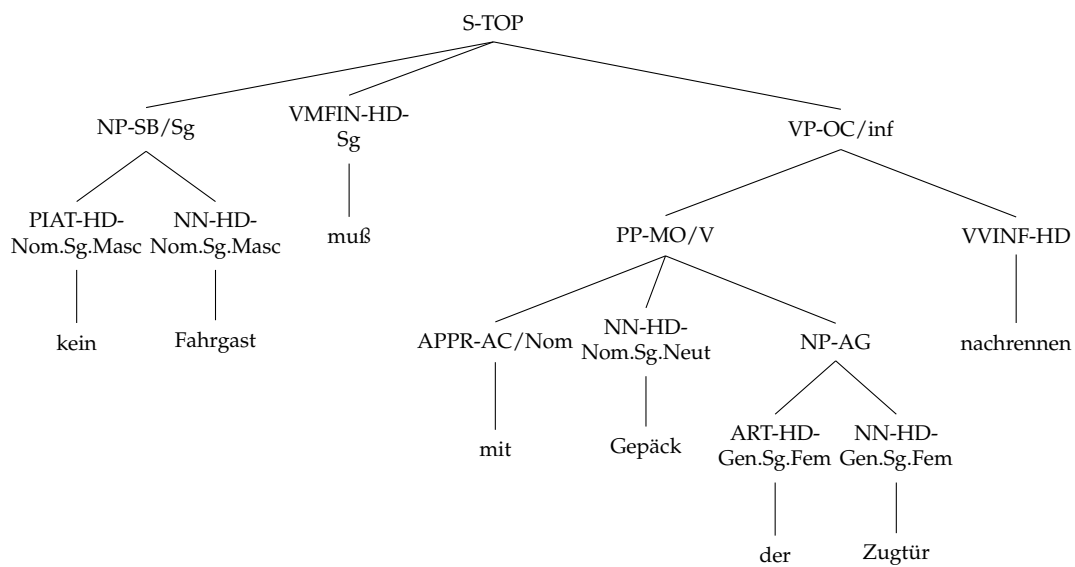 S-TOP
NP-SB/Sg
VMFIN-HD-
Sg
VP-OC/inf
PIAT-HD-
Nom.Sg.Masc
NN-HD-
Nom.Sg.Masc
muß
PP-MO/V
VVINF-HD
kein
Fahrgast
APPR-AC/Nom
NN-HD-
Nom.Sg.Neut
NP-AG
nachrennen
mit
Gepäck
ART-HD-
Gen.Sg.Fem
NN-HD-
Gen.Sg.Fem
der
Zugtür